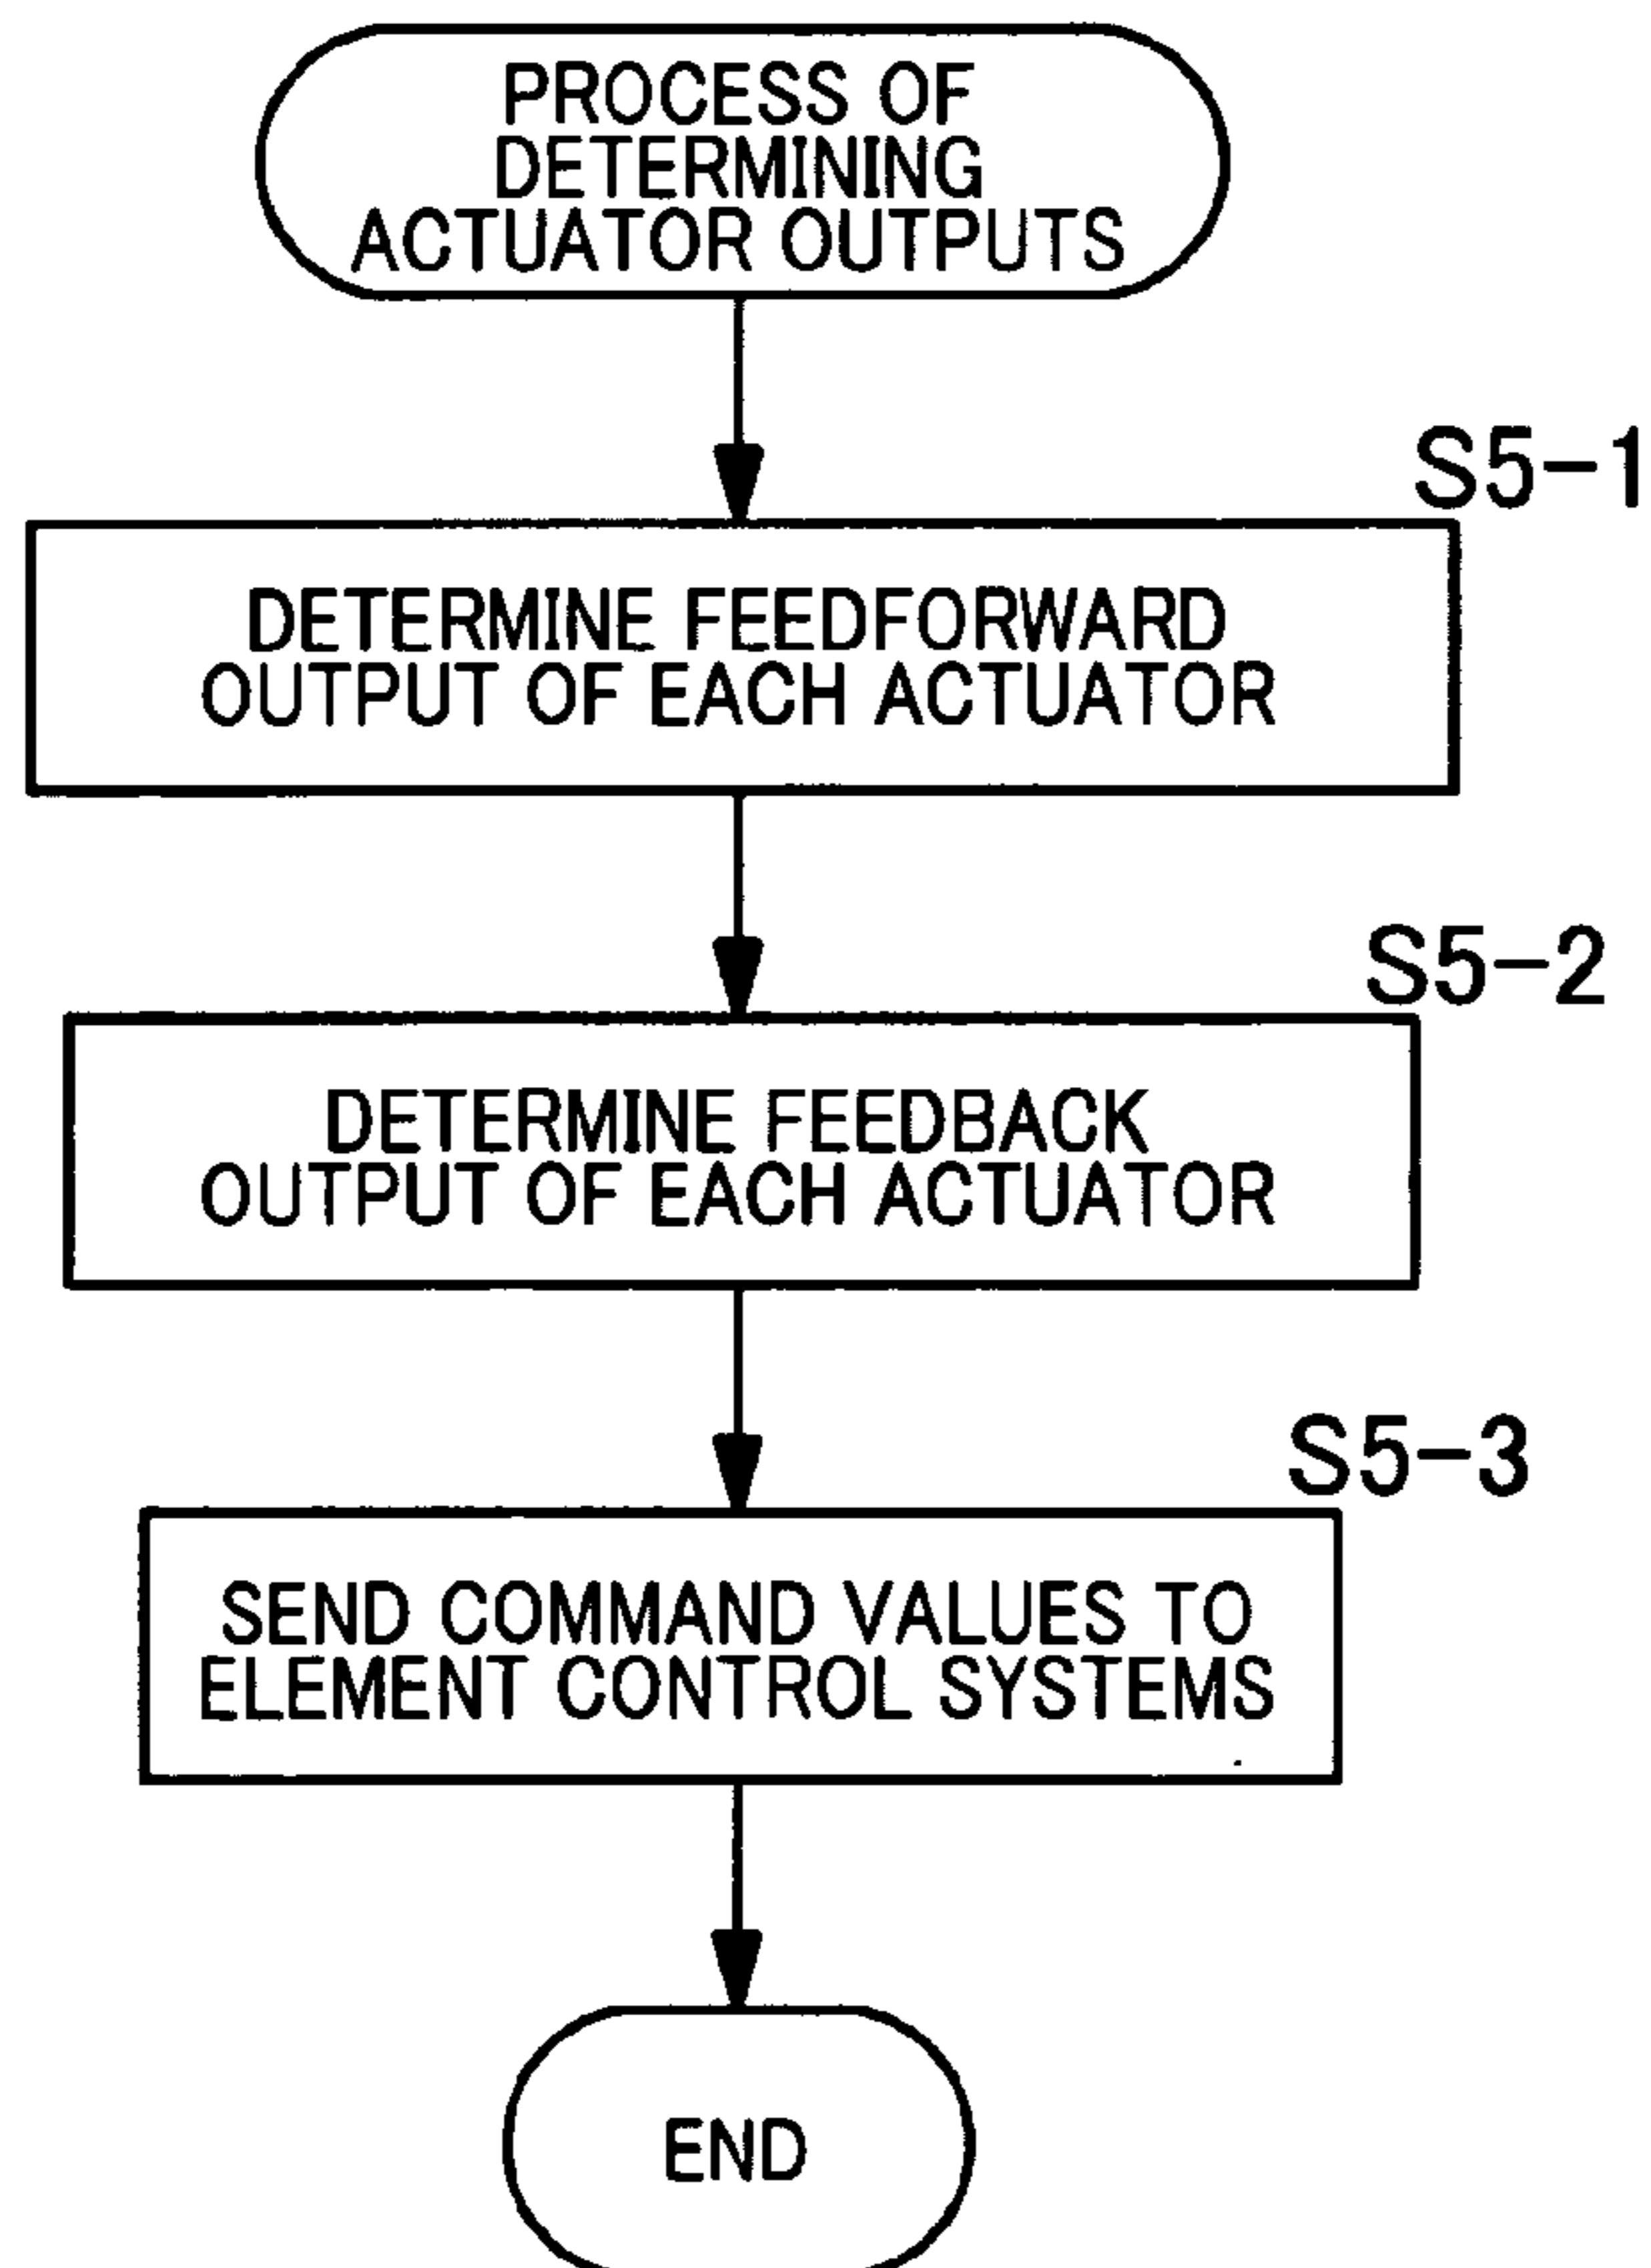 PROCESS OF
DETERMINING
ACTUATOR OUTPUTS
S5-1
DETERMINE FEEDFORWARD
OUTPUT OF EACH ACTUATOR
S5-2
DETERMINE FEEDBACK
OUTPUT OF EACH ACTUATOR
S5-3
SEND COMMAND VALUES TO
ELEMENT CONTROL SYSTEMS
END